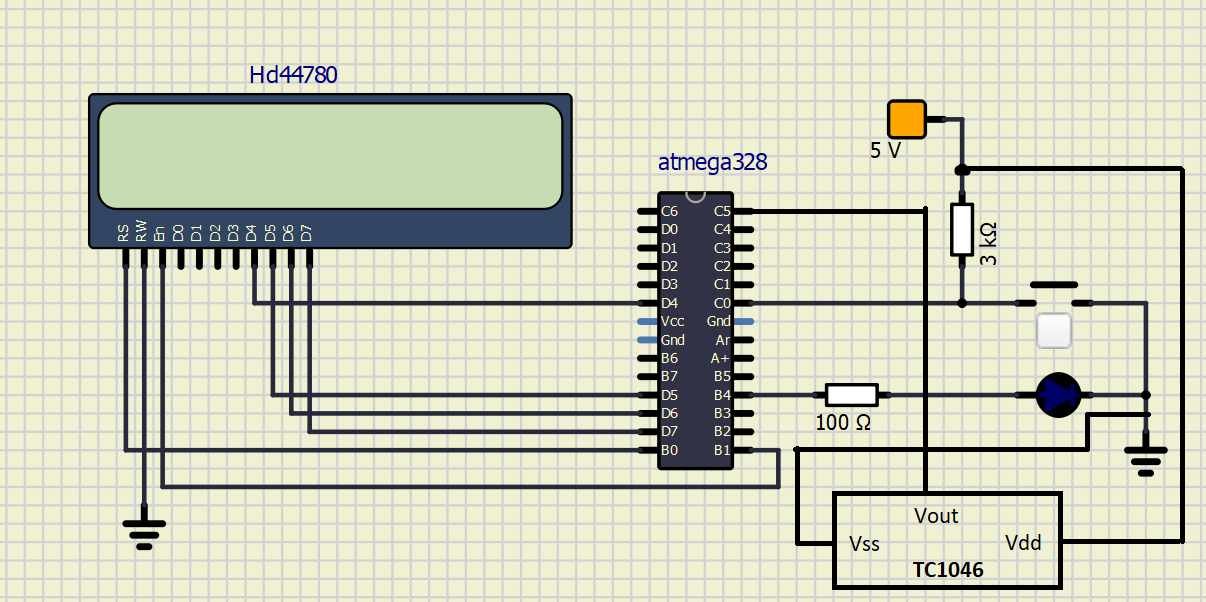 Hd44780
RS RW En D0 D1 D2 D3 D4 D5 D6 D7
atmega328
C6 C5
D0 C4
D1 C3
D2 C2
D3 C1
D4 C0
Vcc Gnd
Gnd Ar
B6 A+
B7 B5
D5 B4
D6 B3
D7 B2
B0 B1
5 V
3 kΩ
100 Ω
Vout
Vss Vdd
TC1046